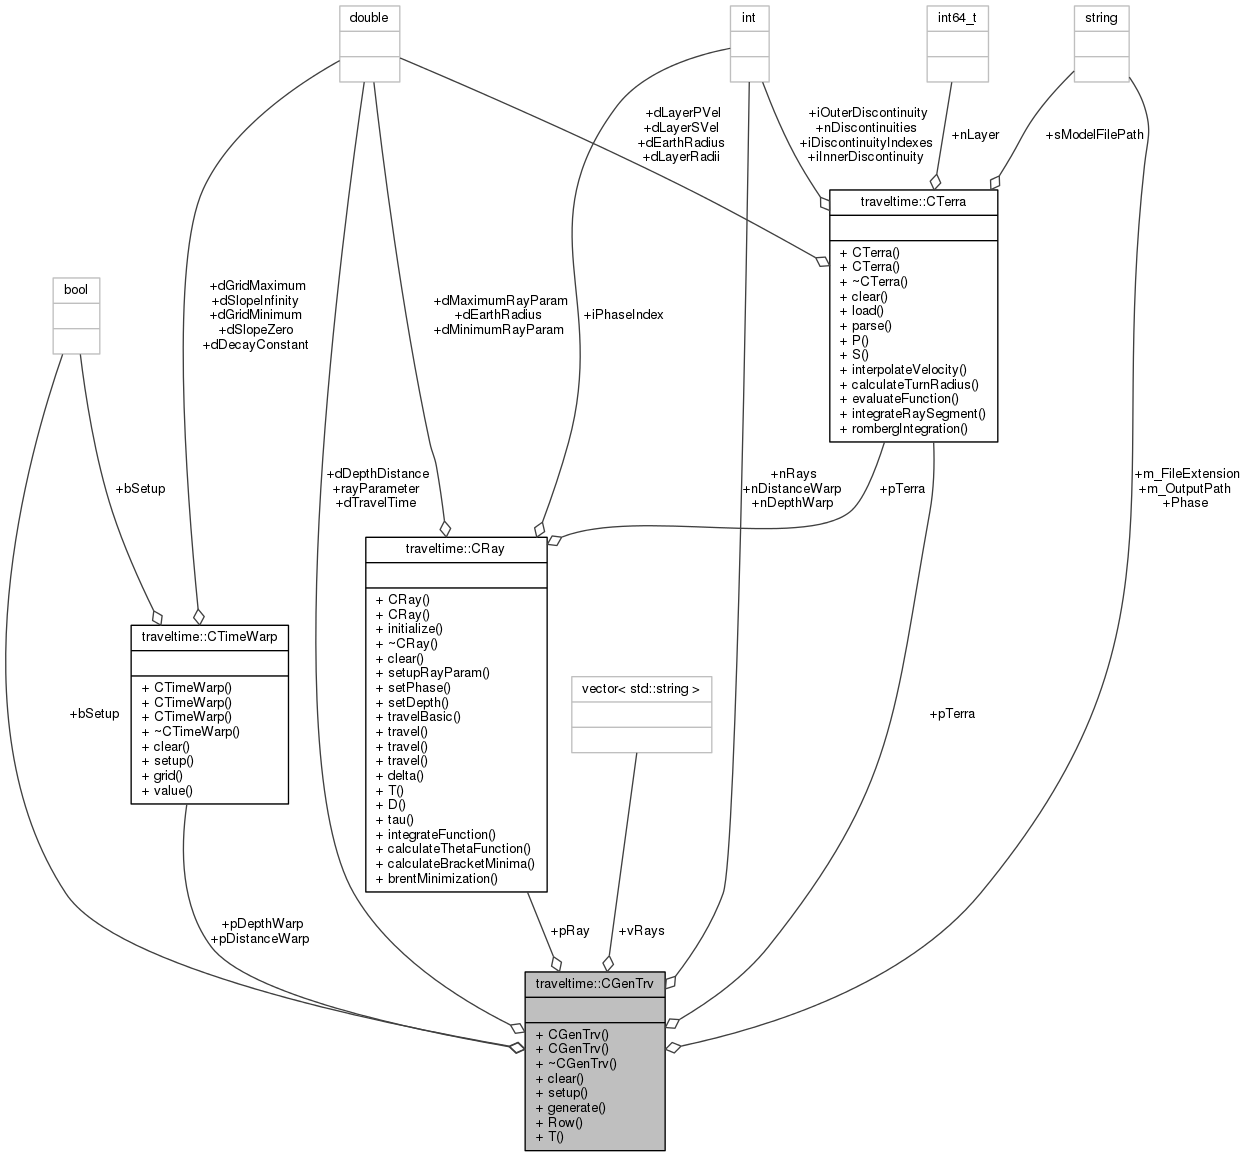 double
int
int64_t
string
+dLayerPVel
+dLayerSVel
+dEarthRadius
+dLayerRadii
+iOuterDiscontinuity
+nDiscontinuities
+iDiscontinuityIndexes
+iInnerDiscontinuity
+nLayer
+sModelFilePath
traveltime::CTerra
+ CTerra()
+ CTerra()
+ ~CTerra()
+ clear()
+ load()
+ parse()
+ P()
+ S()
+ interpolateVelocity()
+ calculateTurnRadius()
+ evaluateFunction()
+ integrateRaySegment()
+ rombergIntegration()
bool
+dGridMaximum
+dSlopeInfinity
+dGridMinimum
+dSlopeZero
+dDecayConstant
+dMaximumRayParam
+dEarthRadius
+dMinimumRayParam
+iPhaseIndex
+bSetup
+dDepthDistance
+rayParameter
+dTravelTime
+nRays
+nDistanceWarp
+nDepthWarp
+pTerra
+m_FileExtension
+m_OutputPath
+Phase
traveltime::CRay
+ CRay()
+ CRay()
+ initialize()
+ ~CRay()
+ clear()
+ setupRayParam()
+ setPhase()
+ setDepth()
+ travelBasic()
+ travel()
+ travel()
+ travel()
+ delta()
+ T()
+ D()
+ tau()
+ integrateFunction()
+ calculateThetaFunction()
+ calculateBracketMinima()
+ brentMinimization()
traveltime::CTimeWarp
+ CTimeWarp()
+ CTimeWarp()
+ CTimeWarp()
+ ~CTimeWarp()
+ clear()
+ setup()
+ grid()
+ value()
vector< std::string >
+bSetup
+pTerra
+pDepthWarp
+pDistanceWarp
+pRay
+vRays
traveltime::CGenTrv
+ CGenTrv()
+ CGenTrv()
+ ~CGenTrv()
+ clear()
+ setup()
+ generate()
+ Row()
+ T()